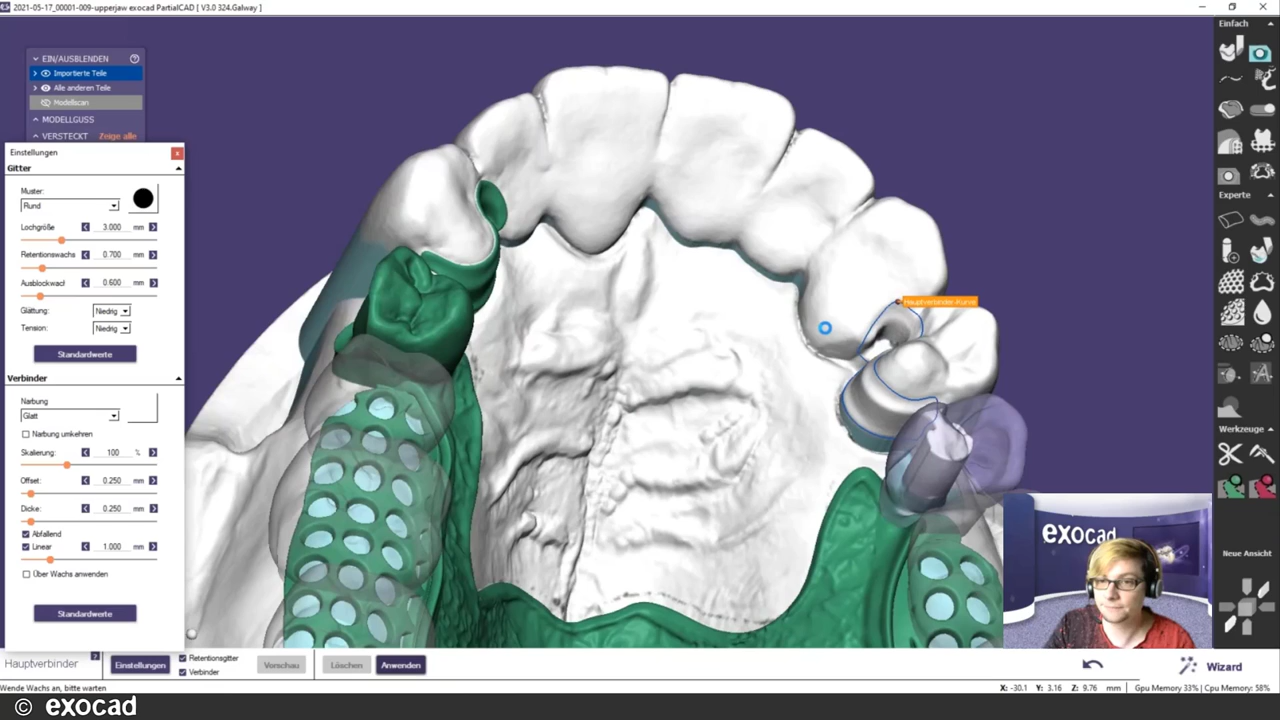 2021-05-17_00001-009-upperjaw exocad PartialCAD [ V3.0 324.Galway ]
EIN/AUSBLENDEN
Importierte Teile
Alle anderen Teile
Modellscan
MODELLGUSS
VERSTECKT Zeige alle
Einstellungen
Gitter
Muster:
Rund
Lochgröße 3.000 mm
Retentionswachs 0.700 mm
Ausblockwacl 0.600 mm
Glättung: Niedrig
Tension: Niedrig
Standardwerte
Verbinder
Narbung
Glatt
Narbung umkehren
Skalierung: 100 %
Offset: 0.250 mm
Dicke: 0.250 mm
Abfallend
Linear 1.000 mm
Über Wachs anwenden
Standardwerte
Hauptverbinder ?
Einstellungen
Retentionsgitter
Verbinder
Vorschau
Löschen
Anwenden
Wizard
Wende Wachs an, bitte warten
X: -30.1 Y: 3.16 Z: 9.76 mm
Gpu Memory 33% | Cpu Memory: 58%
Hauptverbinder-Kurve
Einfach
Experte
Werkzeuge
Neue Ansicht
exocad
© exocad